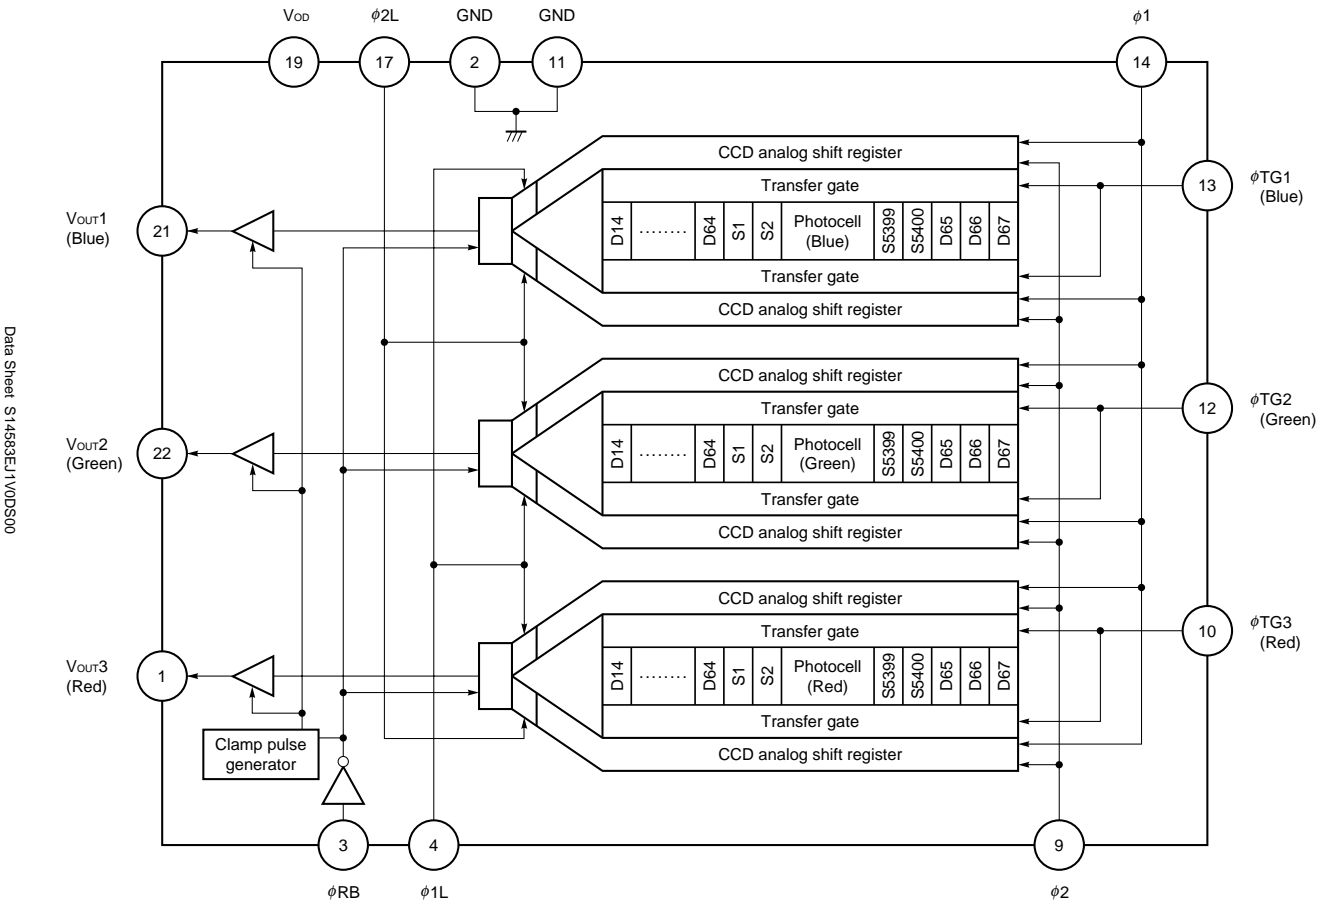 VOD
ϕ2L
GND
GND
ϕ1
19
17
2
11
14
CCD analog shift register
Transfer gate
D14 ........ D64 S1 S2 Photocell (Blue) S5399 S5400 D65 D66 D67
Transfer gate
CCD analog shift register
13
ϕTG1
(Blue)
VOUT1
(Blue)
21
CCD analog shift register
Transfer gate
D14 ........ D64 S1 S2 Photocell (Green) S5399 S5400 D65 D66 D67
Transfer gate
CCD analog shift register
12
ϕTG2
(Green)
VOUT2
(Green)
22
CCD analog shift register
Transfer gate
D14 ........ D64 S1 S2 Photocell (Red) S5399 S5400 D65 D66 D67
Transfer gate
CCD analog shift register
10
ϕTG3
(Red)
VOUT3
(Red)
1
Clamp pulse
generator
3
4
9
ϕRB
ϕ1L
ϕ2
Data Sheet S14583EJ1V0DS00